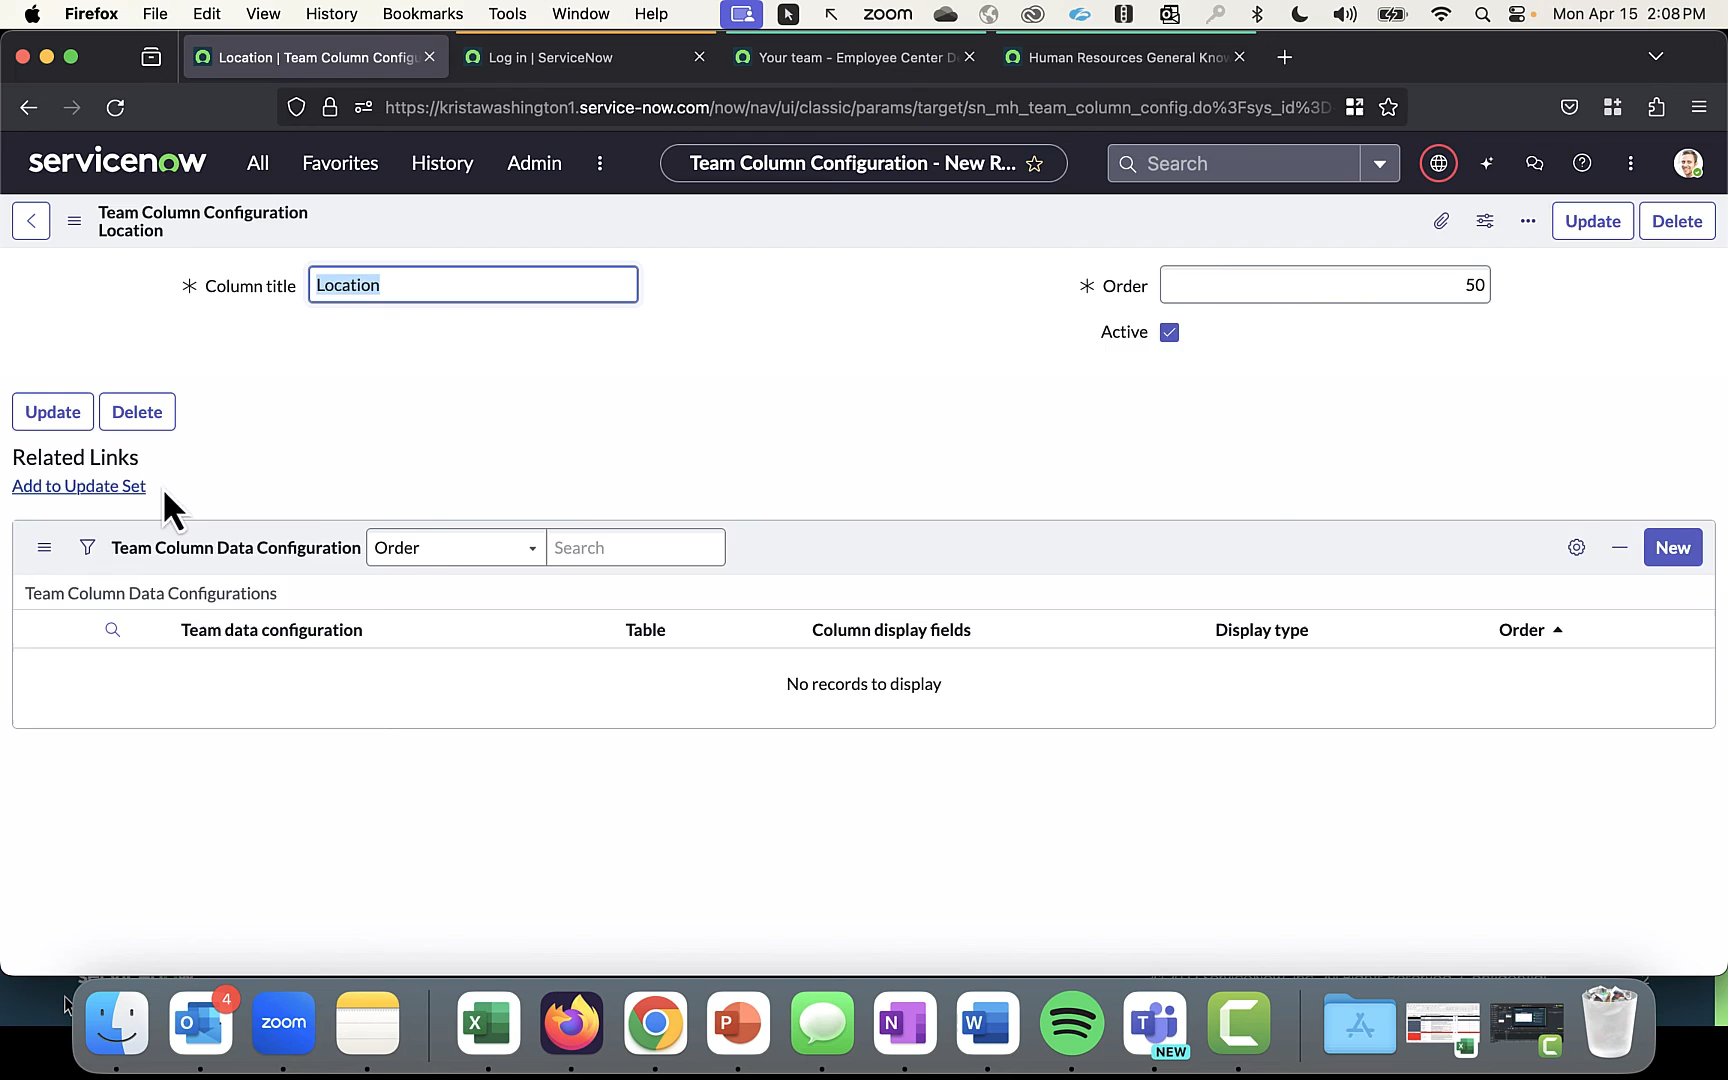 Firefox File Edit View History Bookmarks Tools Window Help zoom Mon Apr 15 2:08 PM
Location | Team Column Configu
Log in | ServiceNow
Your team - Employee Center D
Human Resources General Know
https://kristawashington1.service-now.com/now/nav/ui/classic/params/target/sn_mh_team_column_config.do%3Fsys_id%3D
servicenow All Favorites History Admin Team Column Configuration - New R... Search
Team Column Configuration
Location
Update Delete
Column title Location
Order 50
Active
Update Delete
Related Links
Add to Update Set
Team Column Data Configuration Order Search New
Team Column Data Configurations
Team data configuration Table Column display fields Display type Order
No records to display
4
zoom
NEW